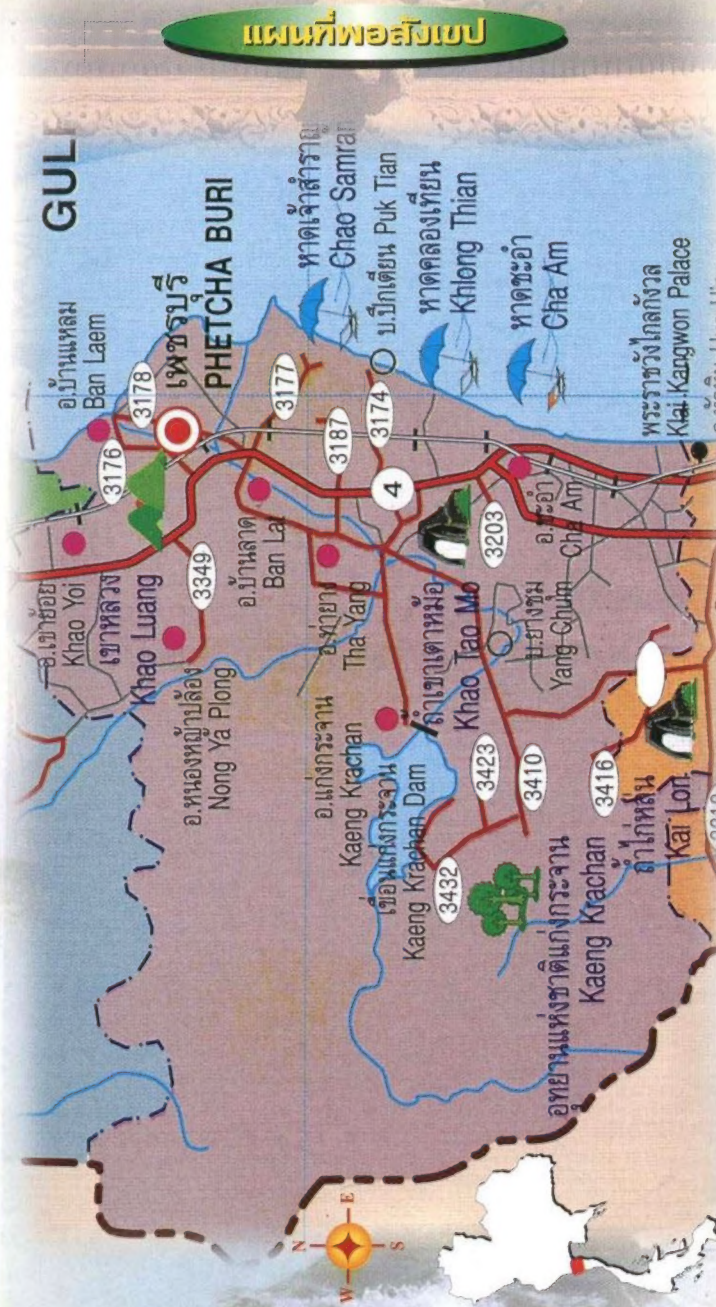 แผนที่พอสังเขป
GUL
อ.บ้านแหลม
Ban Laem
3178
3176
เพชรบุรี
PHETCHA BURI
อ.เขาย้อย
Khao Yoi
เขาหลวง
Khao Luang
3349
อ.หนองหญ้าปล้อง
Nong Ya Plong
3177
หาดเจ้าสำราญ
Chao Samran
อ.บ้านลาด
Ban La
3187
3174
บ.ปึกเตียน Puk Tian
อ.ท่ายาง
Tha Yang
4
หาดคลองเทียน
Khlong Thian
อ.แก่งกระจาน
Kaeng Krachan
เขื่อนแก่งกระจาน
Kaeng Krachan Dam
ถ้ำเขาเตาหม้อ
Khao Tao Mo
3203
หาดชะอำ
Cha Am
อ.ชะอำ
Cha Am
บ.ยางชุม
Yang Chum
3432
3423
3410
3416
อุทยานแห่งชาติแก่งกระจาน
Kaeng Krachan
ถ้ำไก่หล่น
Kai Lon
พระราชวังไกลกังวล
Klai Kangwon Palace
N
W
E
S